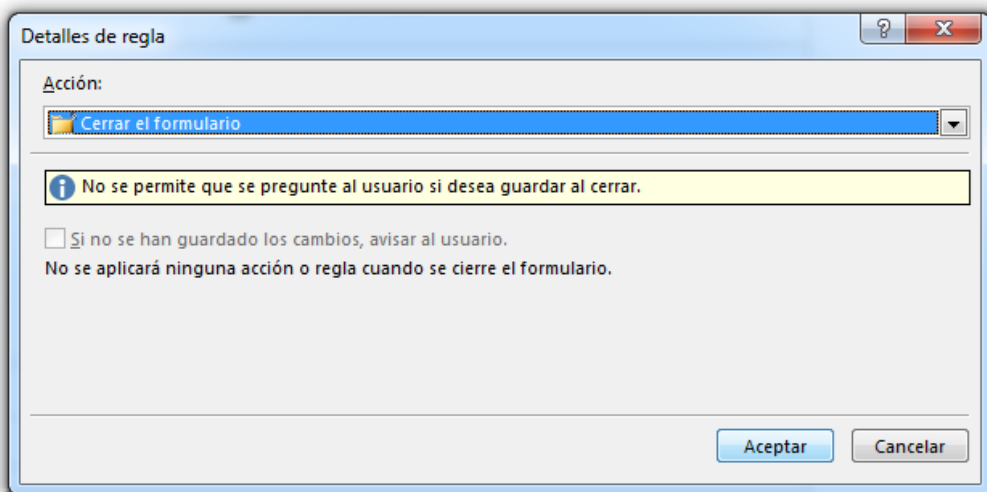 Detalles de regla
Acción:
Cerrar el formulario
No se permite que se pregunte al usuario si desea guardar al cerrar.
Si no se han guardado los cambios, avisar al usuario.
No se aplicará ninguna acción o regla cuando se cierre el formulario.
Aceptar Cancelar